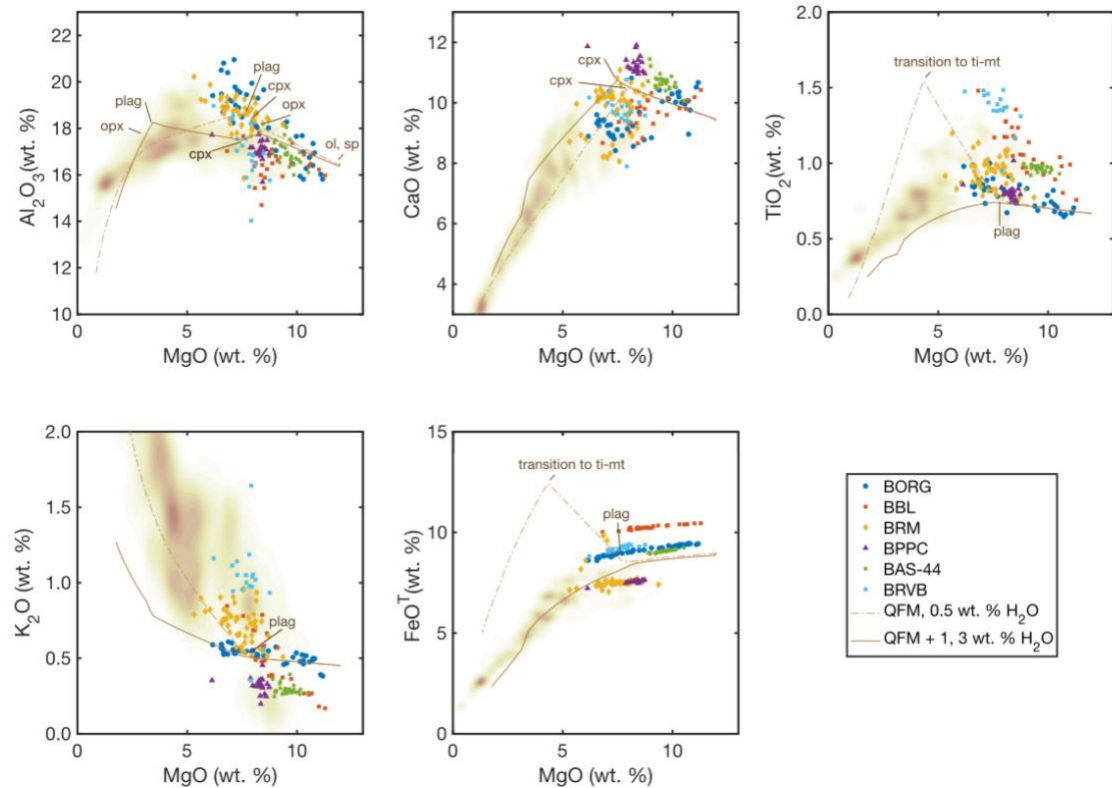 Al2O3(wt. %)
24
22
20
18
16
14
12
10
0
5
10
MgO (wt. %)
plag
opx
plag
cpx
opx
cpx
ol, sp
CaO (wt. %)
12
10
8
6
4
0
5
10
MgO (wt. %)
cpx
cpx
TiO2(wt. %)
2.0
1.5
1.0
0.5
0.0
0
5
10
MgO (wt. %)
transition to ti-mt
plag
K2O (wt. %)
2.0
1.5
1.0
0.5
0.0
0
5
10
MgO (wt. %)
plag
FeOT(wt. %)
15
10
5
0
0
5
10
MgO (wt. %)
transition to ti-mt
plag
BORG
BBL
BRM
BPPC
BAS-44
BRVB
QFM, 0.5 wt. % H2O
QFM + 1, 3 wt. % H2O